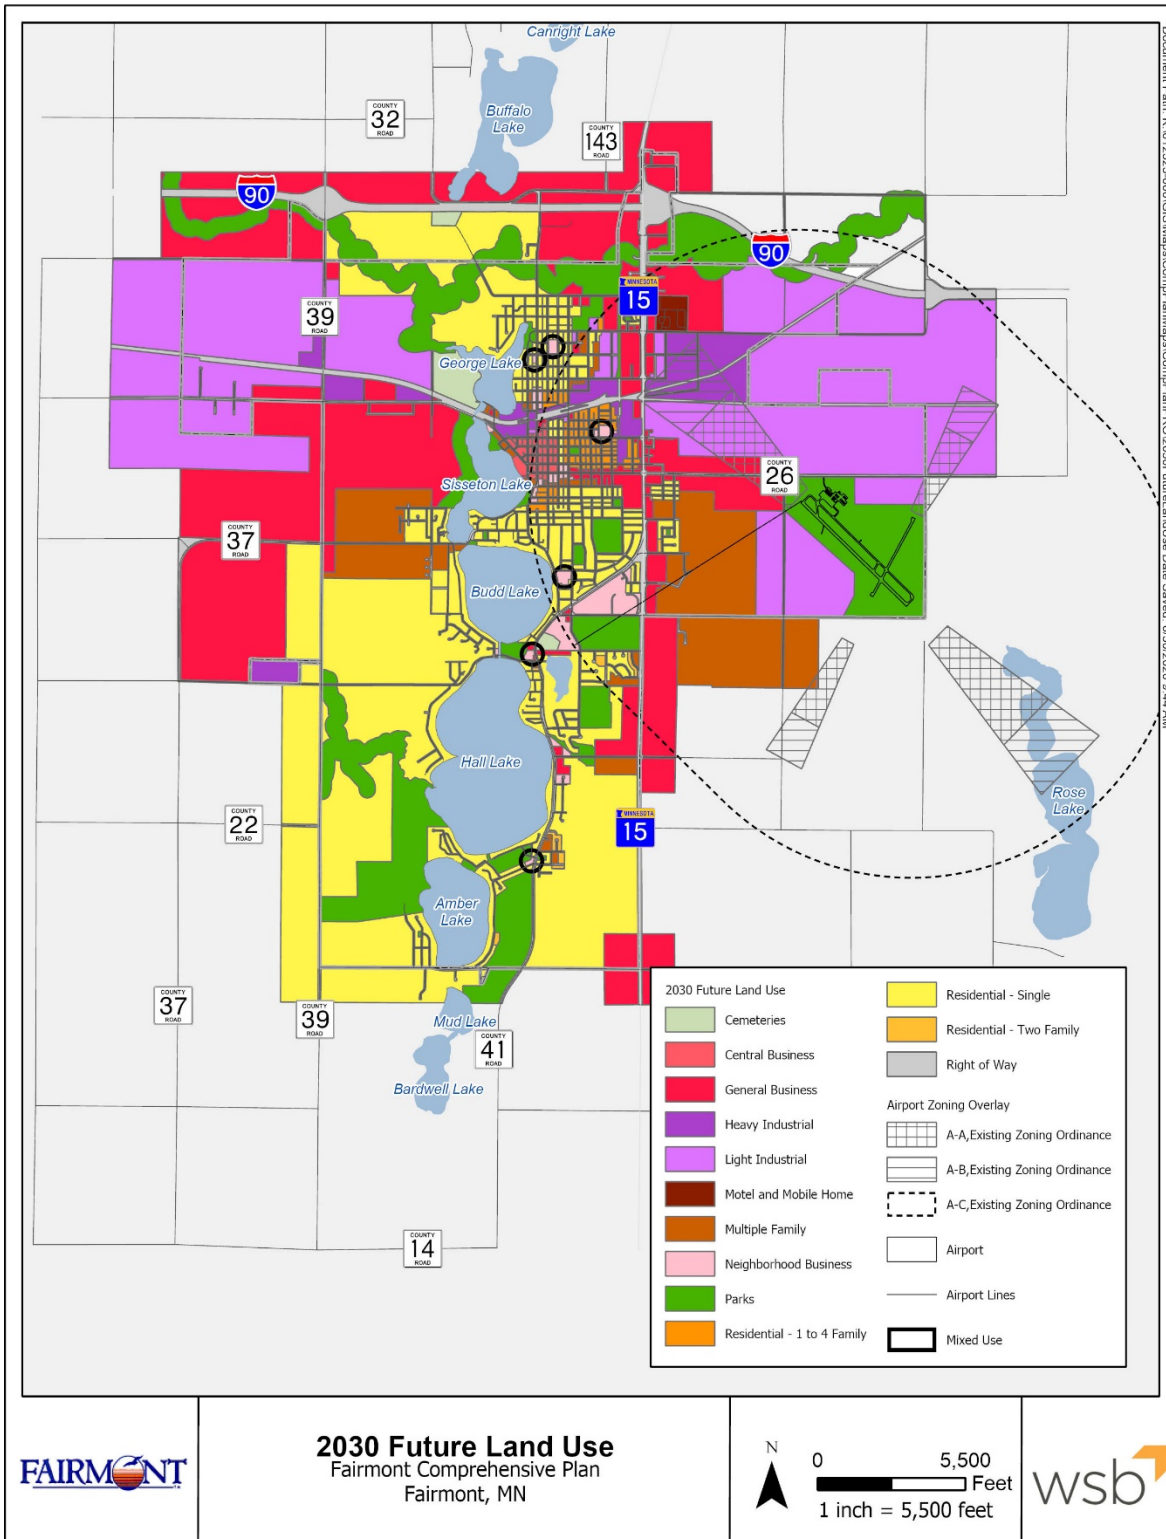 Canright Lake
Buffalo
Lake
COUNTY
32
ROAD
COUNTY
143
ROAD
90
90
MINNESOTA
15
COUNTY
39
ROAD
George Lake
Sisseton Lake
COUNTY
26
ROAD
COUNTY
37
ROAD
Budd Lake
Hall Lake
Rose
Lake
COUNTY
22
ROAD
MINNESOTA
15
Amber
Lake
COUNTY
37
ROAD
COUNTY
39
ROAD
Mud Lake
COUNTY
41
ROAD
Bardwell Lake
COUNTY
14
ROAD
2030 Future Land Use
Cemeteries
Central Business
General Business
Heavy Industrial
Light Industrial
Motel and Mobile Home
Multiple Family
Neighborhood Business
Parks
Residential - 1 to 4 Family
Residential - Single
Residential - Two Family
Right of Way
Airport Zoning Overlay
A-A,Existing Zoning Ordinance
A-B,Existing Zoning Ordinance
A-C,Existing Zoning Ordinance
Airport
Airport Lines
Mixed Use
FAIRMONT
2030 Future Land Use
Fairmont Comprehensive Plan
Fairmont, MN
N
0 5,500
Feet
1 inch = 5,500 feet
wsb